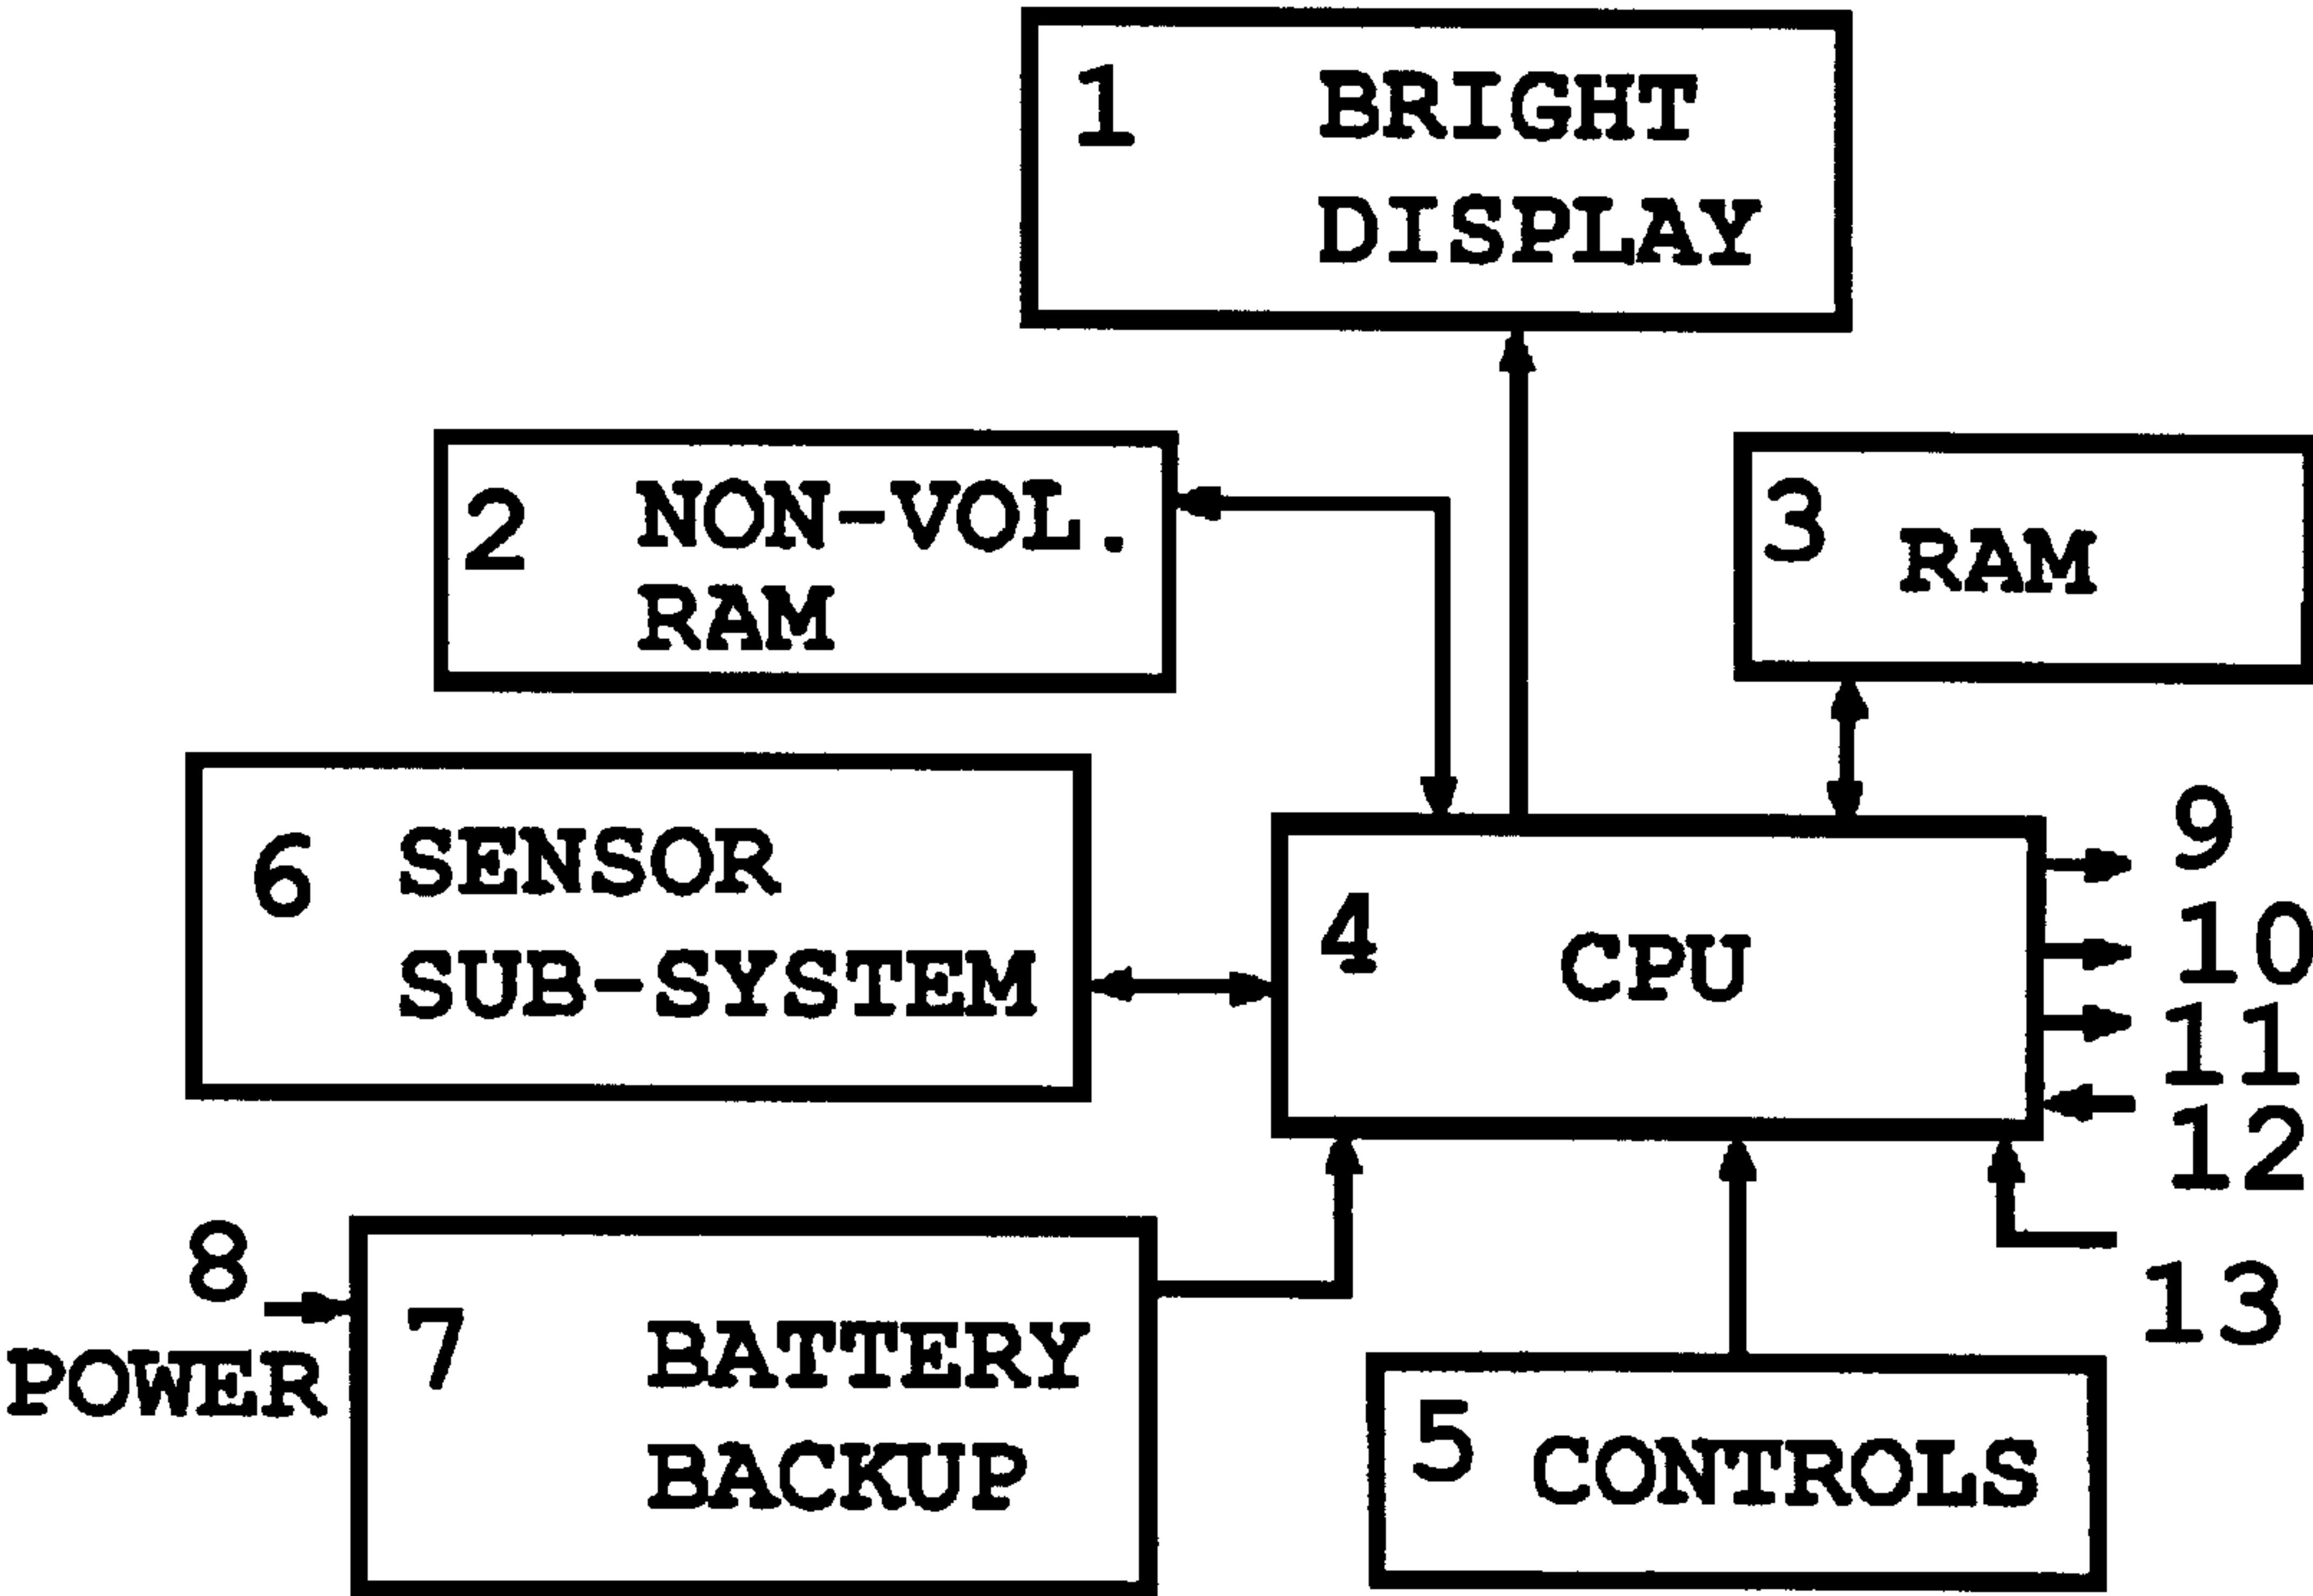 1 BRIGHT
DISPLAY
2 NON-VOL.
RAM
3 RAM
6 SENSOR
SUB-SYSTEM
4 CPU
9
10
11
12
13
8
POWER
7 BATTERY
BACKUP
5 CONTROLS